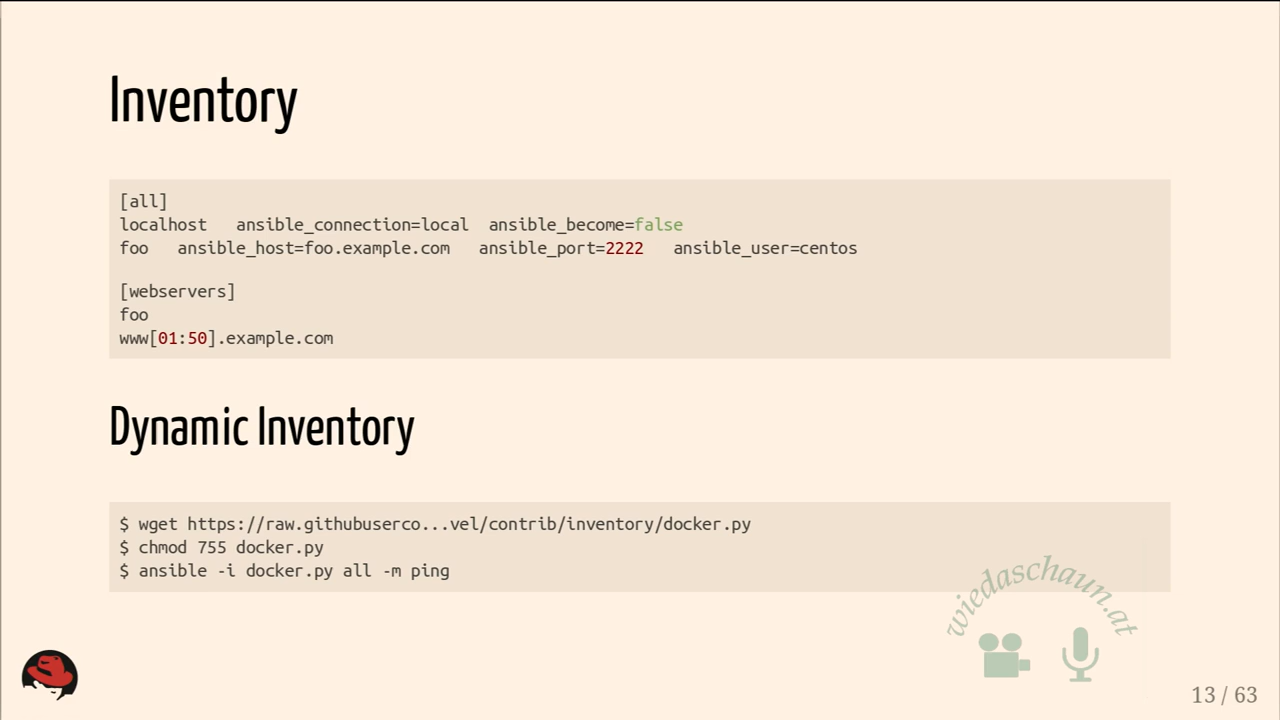 Inventory
[all]
localhost   ansible_connection=local  ansible_become=false
foo   ansible_host=foo.example.com   ansible_port=2222   ansible_user=centos
[webservers]
foo
www[01:50].example.com
Dynamic Inventory
$ wget https://raw.githubuserco...vel/contrib/inventory/docker.py
$ chmod 755 docker.py
$ ansible -i docker.py all -m ping
wiedaschaun.at
13 / 63